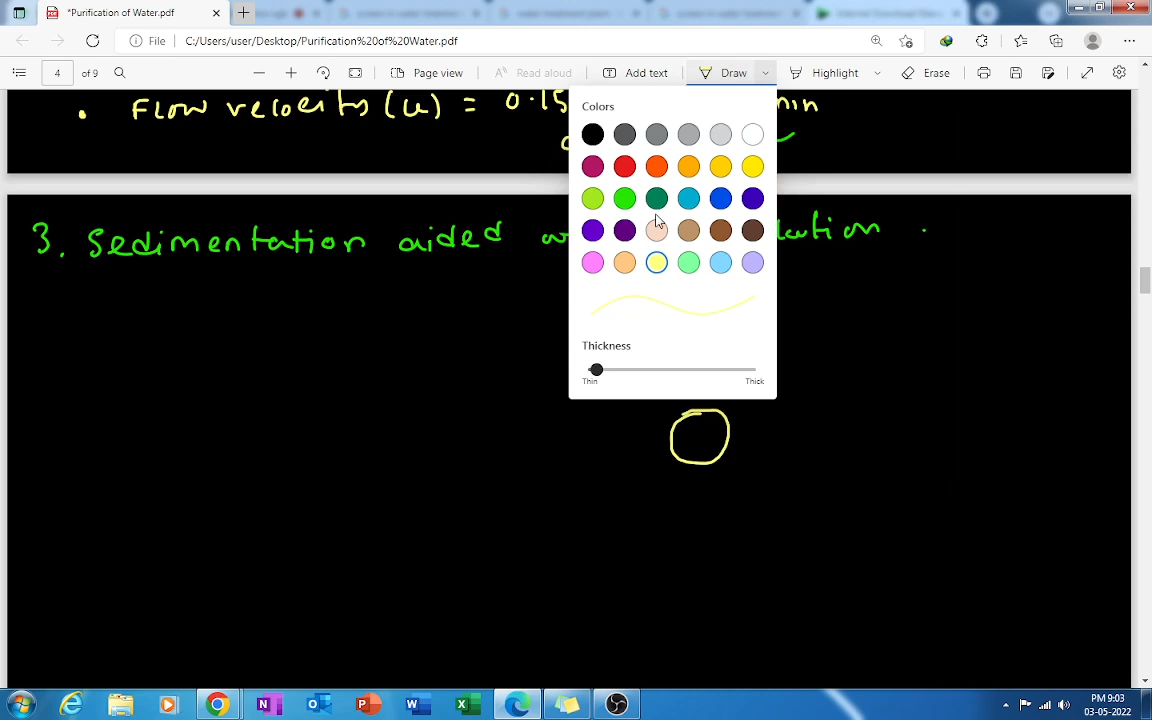 *Purification of Water.pdf
File C:/Users/user/Desktop/Purification%20of%20Water.pdf
4 of 9 Page view Read aloud Add text Draw Highlight Erase
Flow velocity (u) = 0.15 min
Colors
3. Sedimentation aided
Thickness
Thin Thick
PM 9:03
03-05-2022